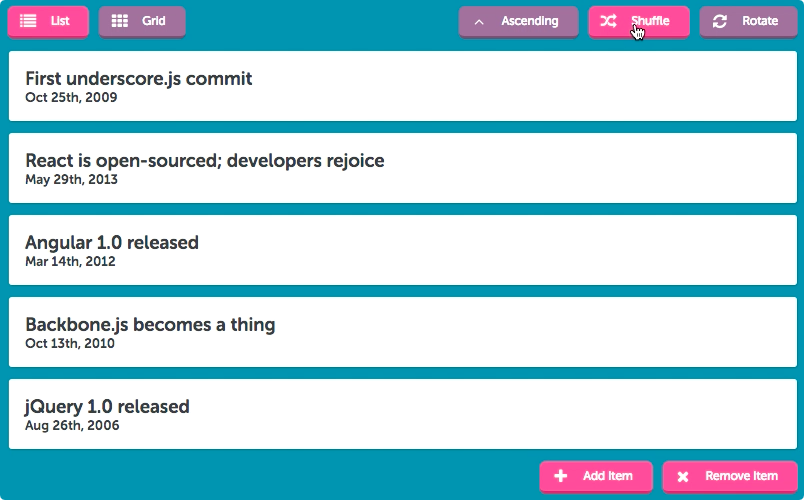 List
Grid
Ascending
Shuffle
Rotate
First underscore.js commit
Oct 25th, 2009
React is open-sourced; developers rejoice
May 29th, 2013
Angular 1.0 released
Mar 14th, 2012
Backbone.js becomes a thing
Oct 13th, 2010
jQuery 1.0 released
Aug 26th, 2006
Add Item
Remove Item